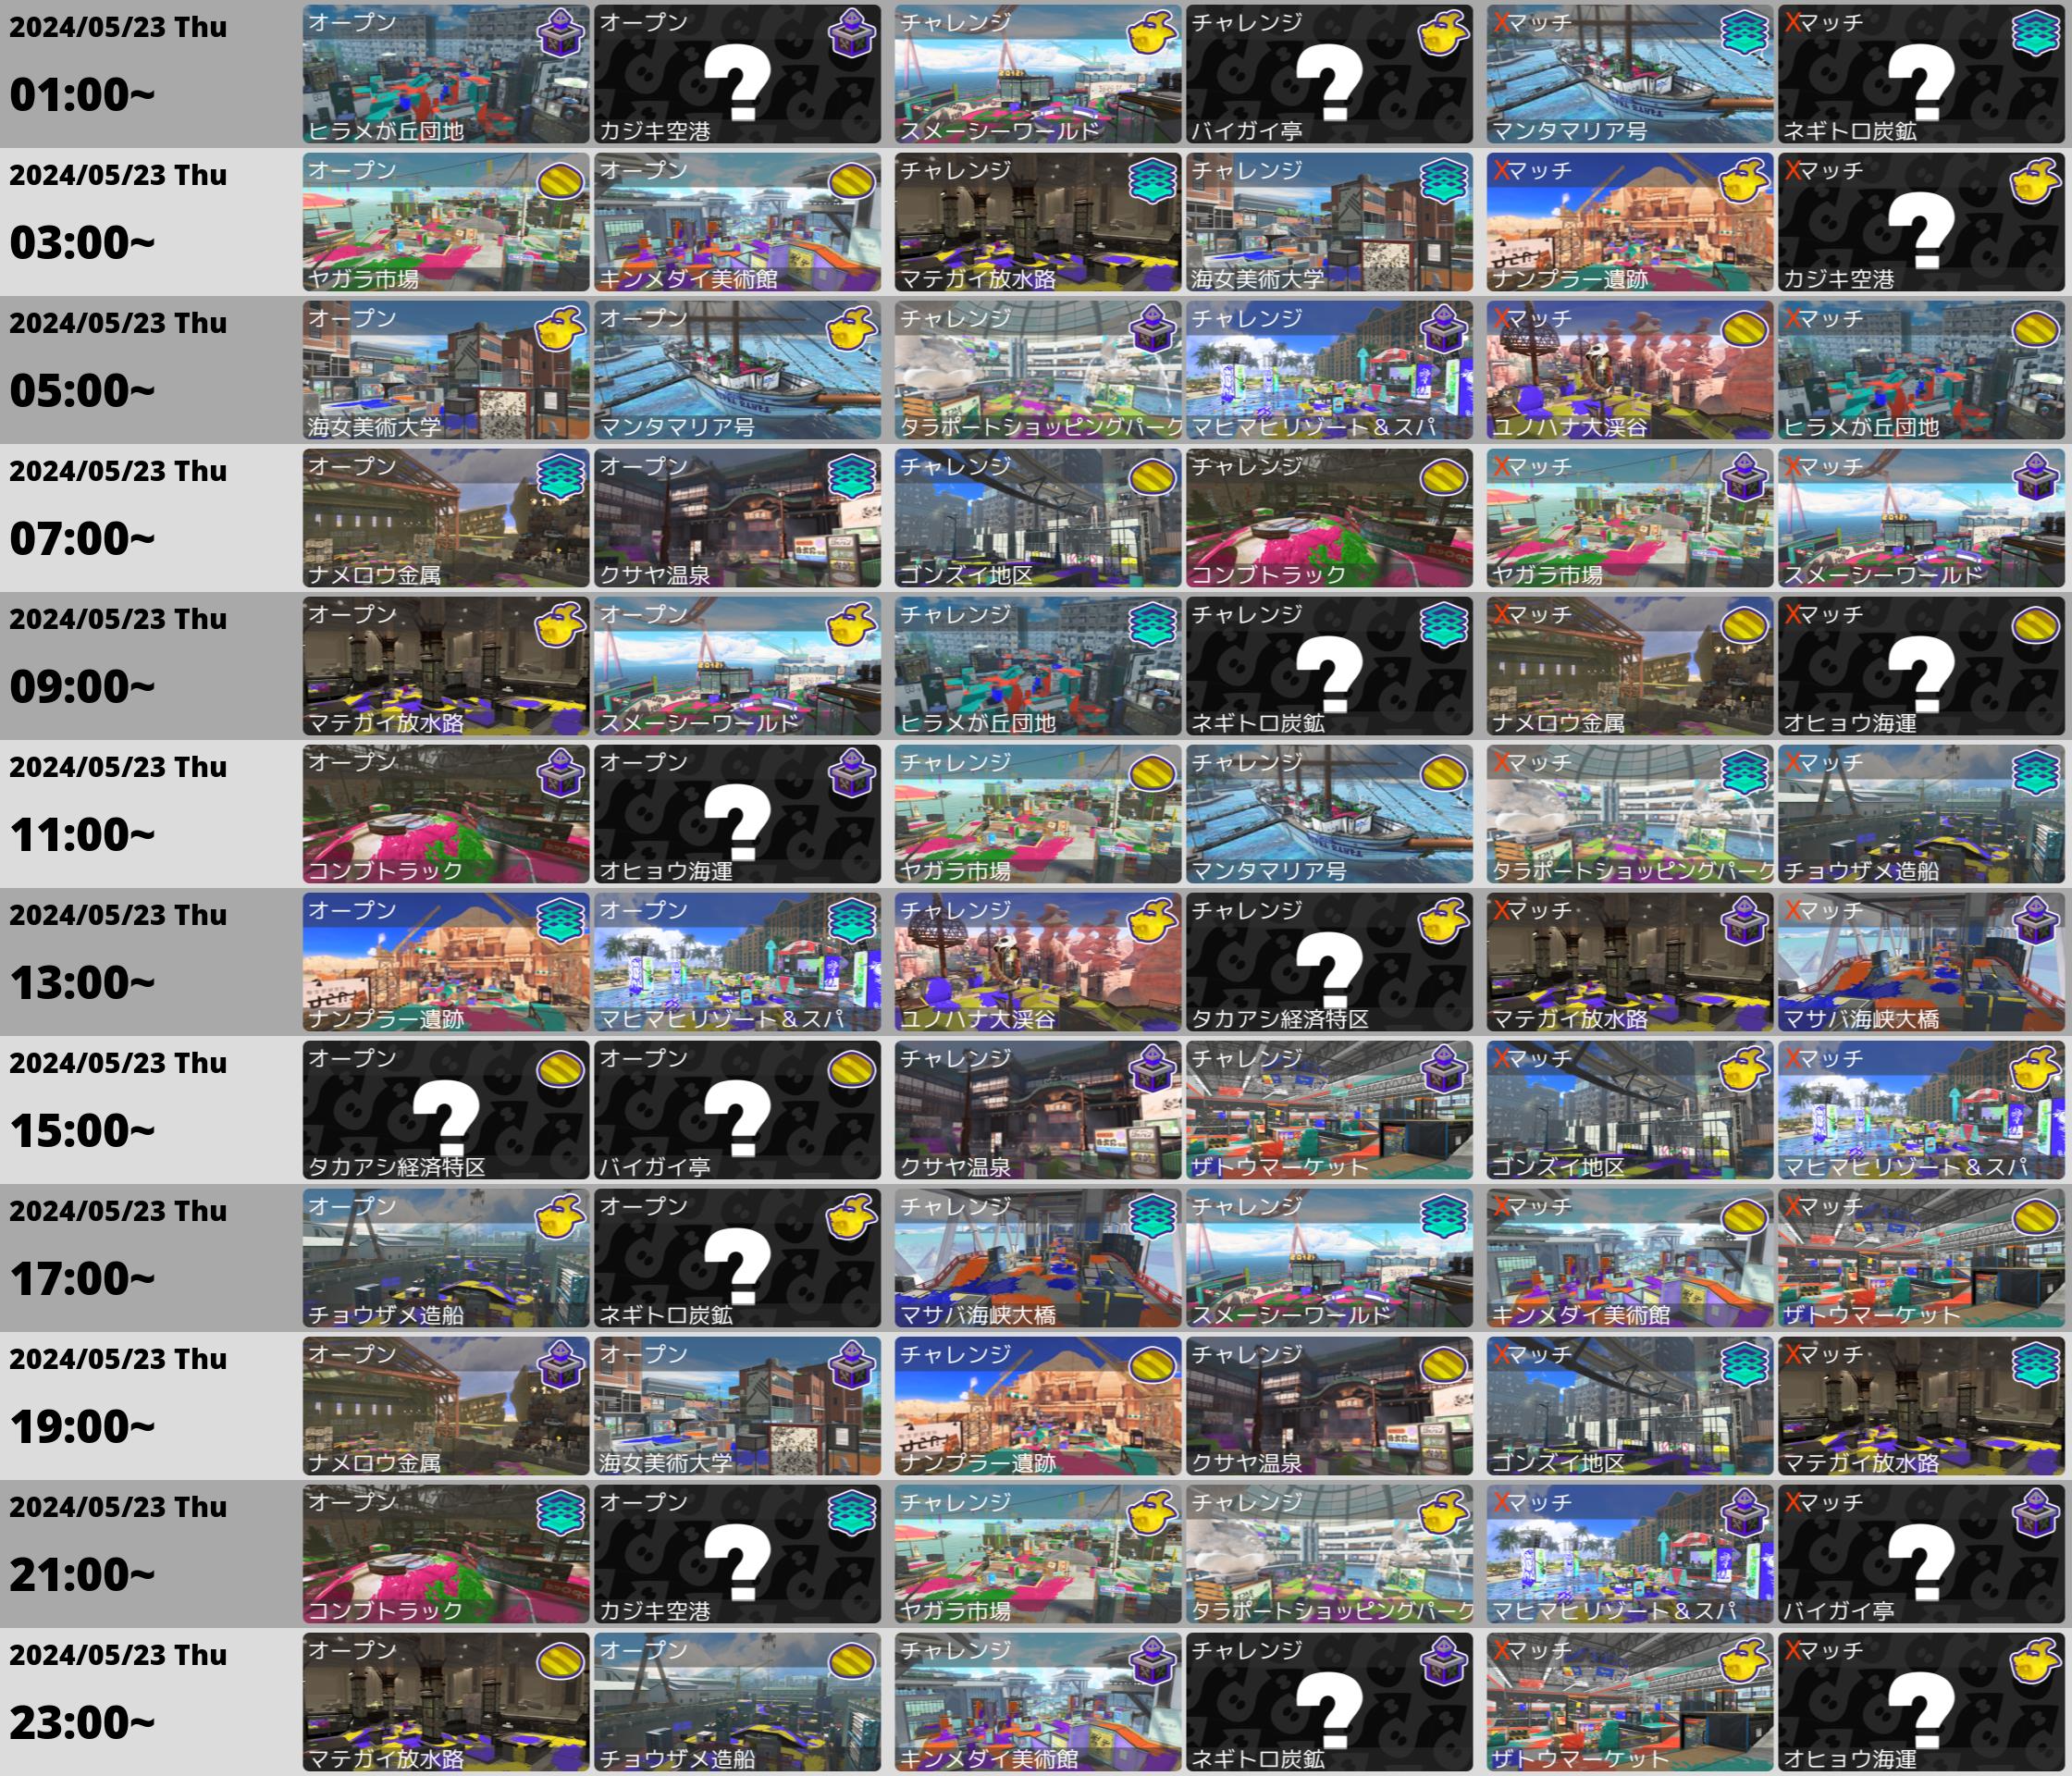 2024/05/23 Thu
01:00~
オープン オープン チャレンジ チャレンジ Xマッチ Xマッチ
ヒラメが丘団地 カジキ空港 スメーシーワールド バイガイ亭 マンタマリア号 ネギトロ炭鉱
2024/05/23 Thu
03:00~
オープン オープン チャレンジ チャレンジ Xマッチ Xマッチ
ヤガラ市場 キンメダイ美術館 マテガイ放水路 海女美術大学 ナンプラー遺跡 カジキ空港
2024/05/23 Thu
05:00~
オープン オープン チャレンジ チャレンジ Xマッチ Xマッチ
海女美術大学 マンタマリア号 タラポートショッピングパーク マヒマヒリゾート&スパ ユノハナ大渓谷 ヒラメが丘団地
2024/05/23 Thu
07:00~
オープン オープン チャレンジ チャレンジ Xマッチ Xマッチ
ナメロウ金属 クサヤ温泉 ゴンズイ地区 コンブトラック ヤガラ市場 スメーシーワールド
2024/05/23 Thu
09:00~
オープン オープン チャレンジ チャレンジ Xマッチ Xマッチ
マテガイ放水路 スメーシーワールド ヒラメが丘団地 ネギトロ炭鉱 ナメロウ金属 オヒョウ海運
2024/05/23 Thu
11:00~
オープン オープン チャレンジ チャレンジ Xマッチ Xマッチ
コンブトラック オヒョウ海運 ヤガラ市場 マンタマリア号 タラポートショッピングパーク チョウザメ造船
2024/05/23 Thu
13:00~
オープン オープン チャレンジ チャレンジ Xマッチ Xマッチ
ナンプラー遺跡 マヒマヒリゾート&スパ ユノハナ大渓谷 タカアシ経済特区 マテガイ放水路 マサバ海峡大橋
2024/05/23 Thu
15:00~
オープン オープン チャレンジ チャレンジ Xマッチ Xマッチ
タカアシ経済特区 バイガイ亭 クサヤ温泉 ザトウマーケット ゴンズイ地区 マヒマヒリゾート&スパ
2024/05/23 Thu
17:00~
オープン オープン チャレンジ チャレンジ Xマッチ Xマッチ
チョウザメ造船 ネギトロ炭鉱 マサバ海峡大橋 スメーシーワールド キンメダイ美術館 ザトウマーケット
2024/05/23 Thu
19:00~
オープン オープン チャレンジ チャレンジ Xマッチ Xマッチ
ナメロウ金属 海女美術大学 ナンプラー遺跡 クサヤ温泉 ゴンズイ地区 マテガイ放水路
2024/05/23 Thu
21:00~
オープン オープン チャレンジ チャレンジ Xマッチ Xマッチ
コンブトラック カジキ空港 ヤガラ市場 タラポートショッピングパーク マヒマヒリゾート&スパ バイガイ亭
2024/05/23 Thu
23:00~
オープン オープン チャレンジ チャレンジ Xマッチ Xマッチ
マテガイ放水路 チョウザメ造船 キンメダイ美術館 ネギトロ炭鉱 ザトウマーケット オヒョウ海運